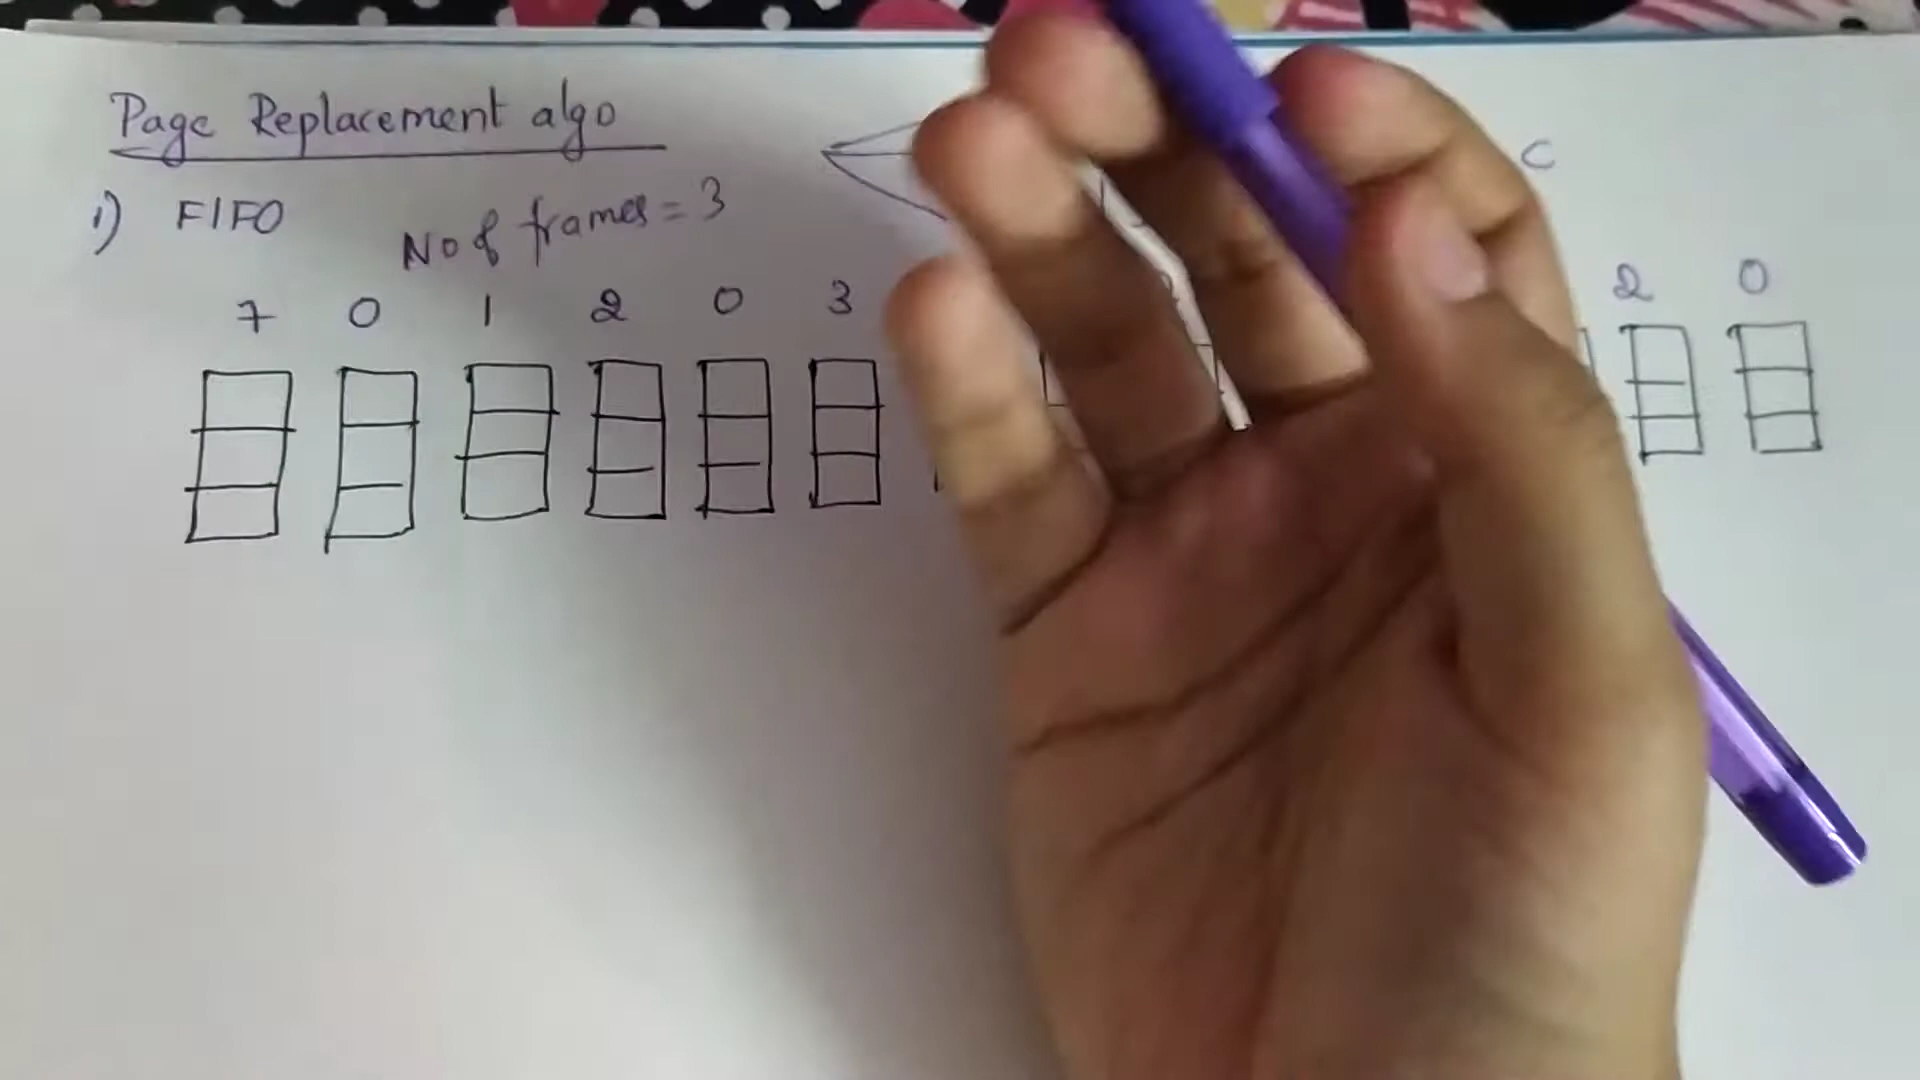 Page Replacement algo
C
1) FIFO No of frames = 3
7 0 1 2 0 3 2 0